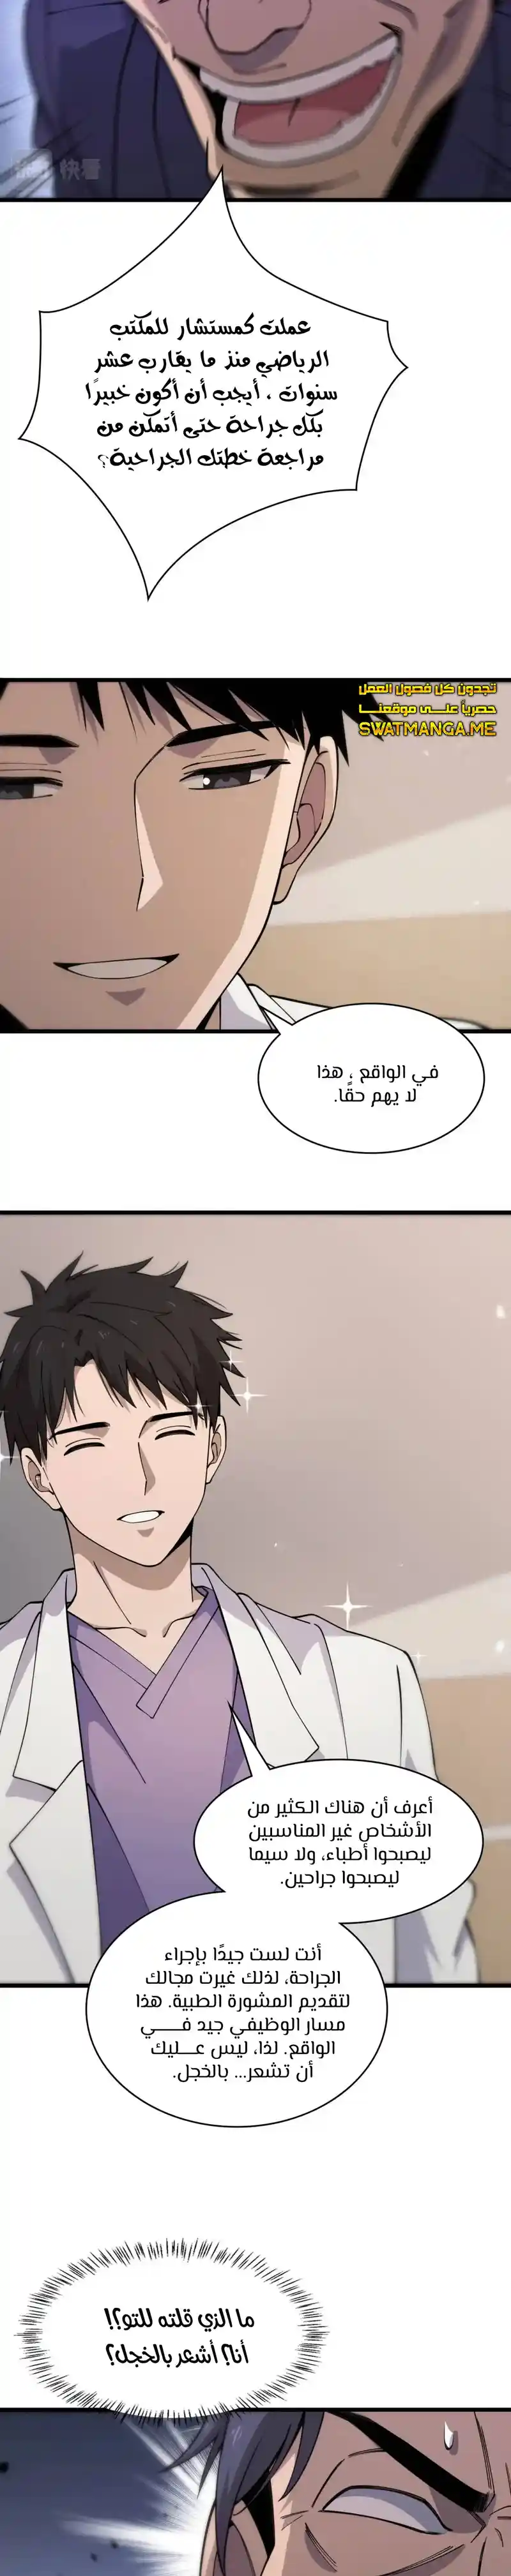 快看
عملت كمستشار للمكتب
الرياضي منذ ما يقارب عشر
سنوات ، أيجب أن أكون خبيرًا
بكل جراحة حتى أتمكن من
مراجعة خطتك الجراحية؟
تجدون كل فصول العمل
حصرياً على موقعنا
SWATMANGA.ME
في الواقع ، هذا
لا يهم حقًا.
أعرف أن هناك الكثير من
الأشخاص غير المناسبين
ليصبحوا أطباء، ولا سيما
ليصبحوا جراحين.
أنت لست جيدًا بإجراء
الجراحة، لذلك غيرت مجالك
لتقديم المشورة الطبية. هذا
مسار الوظيفي جيد في
الواقع. لذا، ليس عليك
أن تشعر... بالخجل.
ما الذي قلته للتو؟!
أنا؟ أشعر بالخجل؟